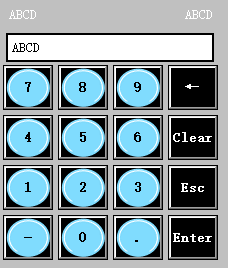 ABCD ABCD
ABCD
7 8 9 ←
4 5 6 Clear
1 2 3 Esc
- 0 . Enter